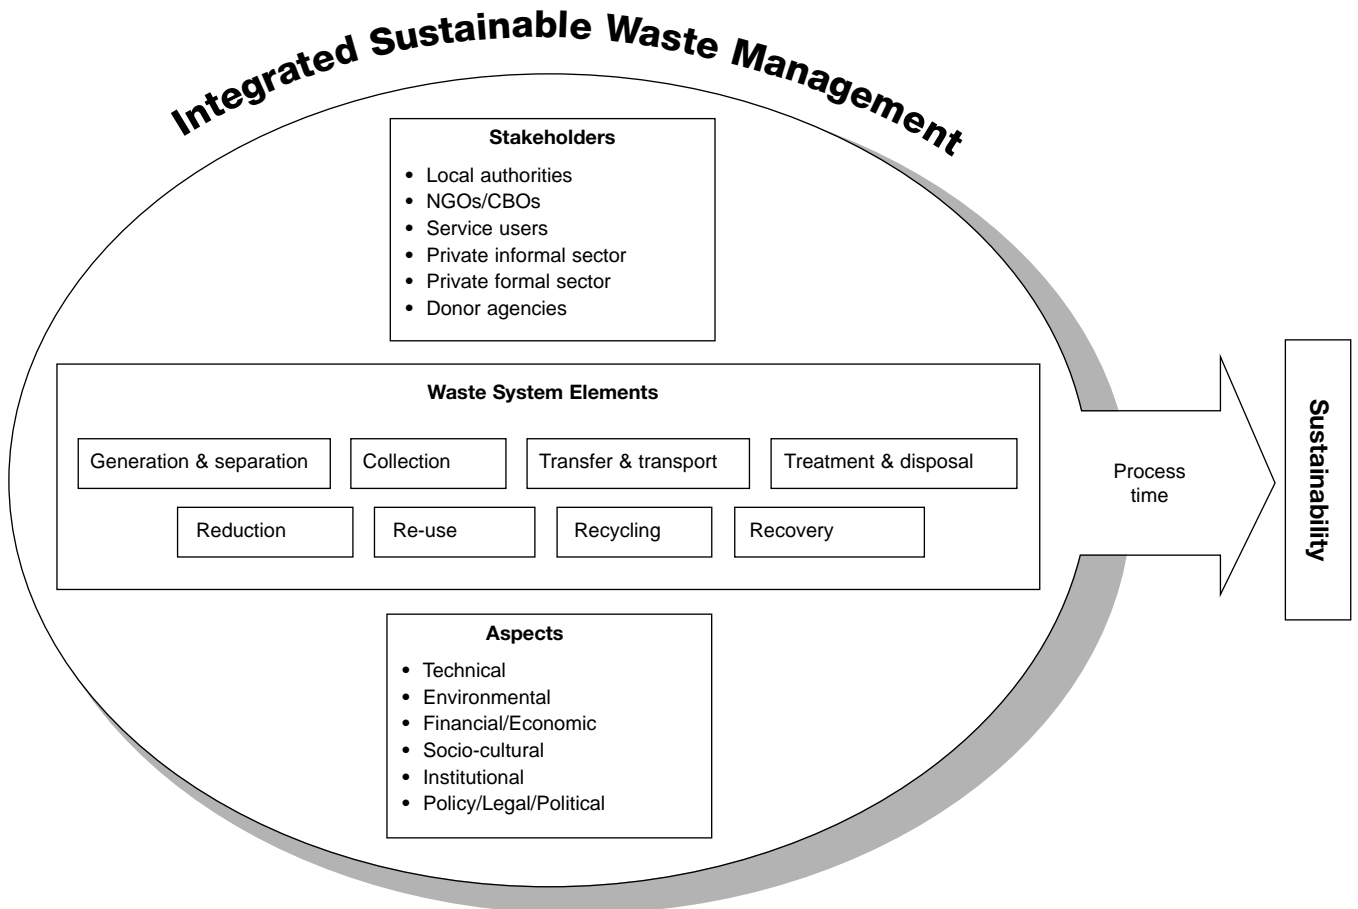 Integrated Sustainable Waste Management
Stakeholders
• Local authorities
• NGOs/CBOs
• Service users
• Private informal sector
• Private formal sector
• Donor agencies
Waste System Elements
Generation & separation
Collection
Transfer & transport
Treatment & disposal
Reduction
Re-use
Recycling
Recovery
Aspects
• Technical
• Environmental
• Financial/Economic
• Socio-cultural
• Institutional
• Policy/Legal/Political
Process
time
Sustainability